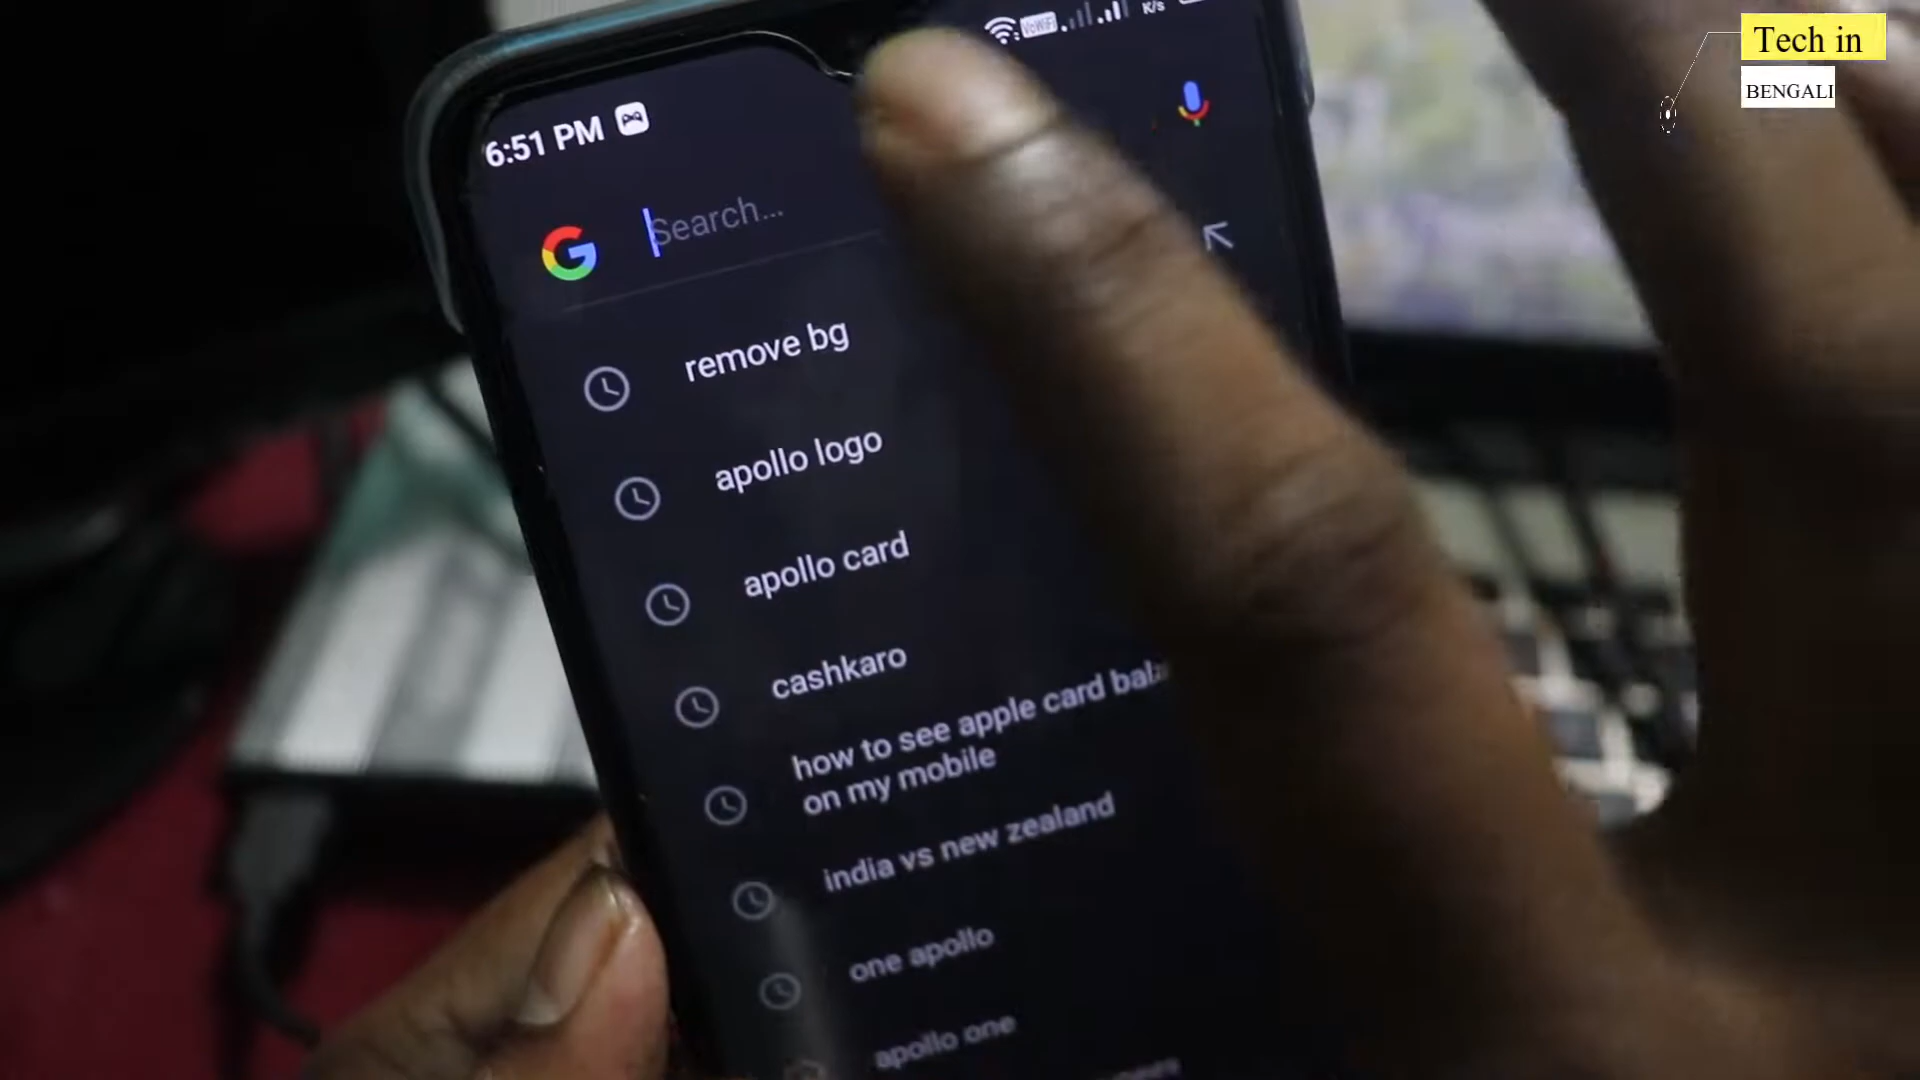 Tech in
BENGALI
VoWiFi
K/s
6:51 PM
Search...
remove bg
apollo logo
apollo card
cashkaro
how to see apple card
on my mobile
india vs new zealand
one apollo
apollo one